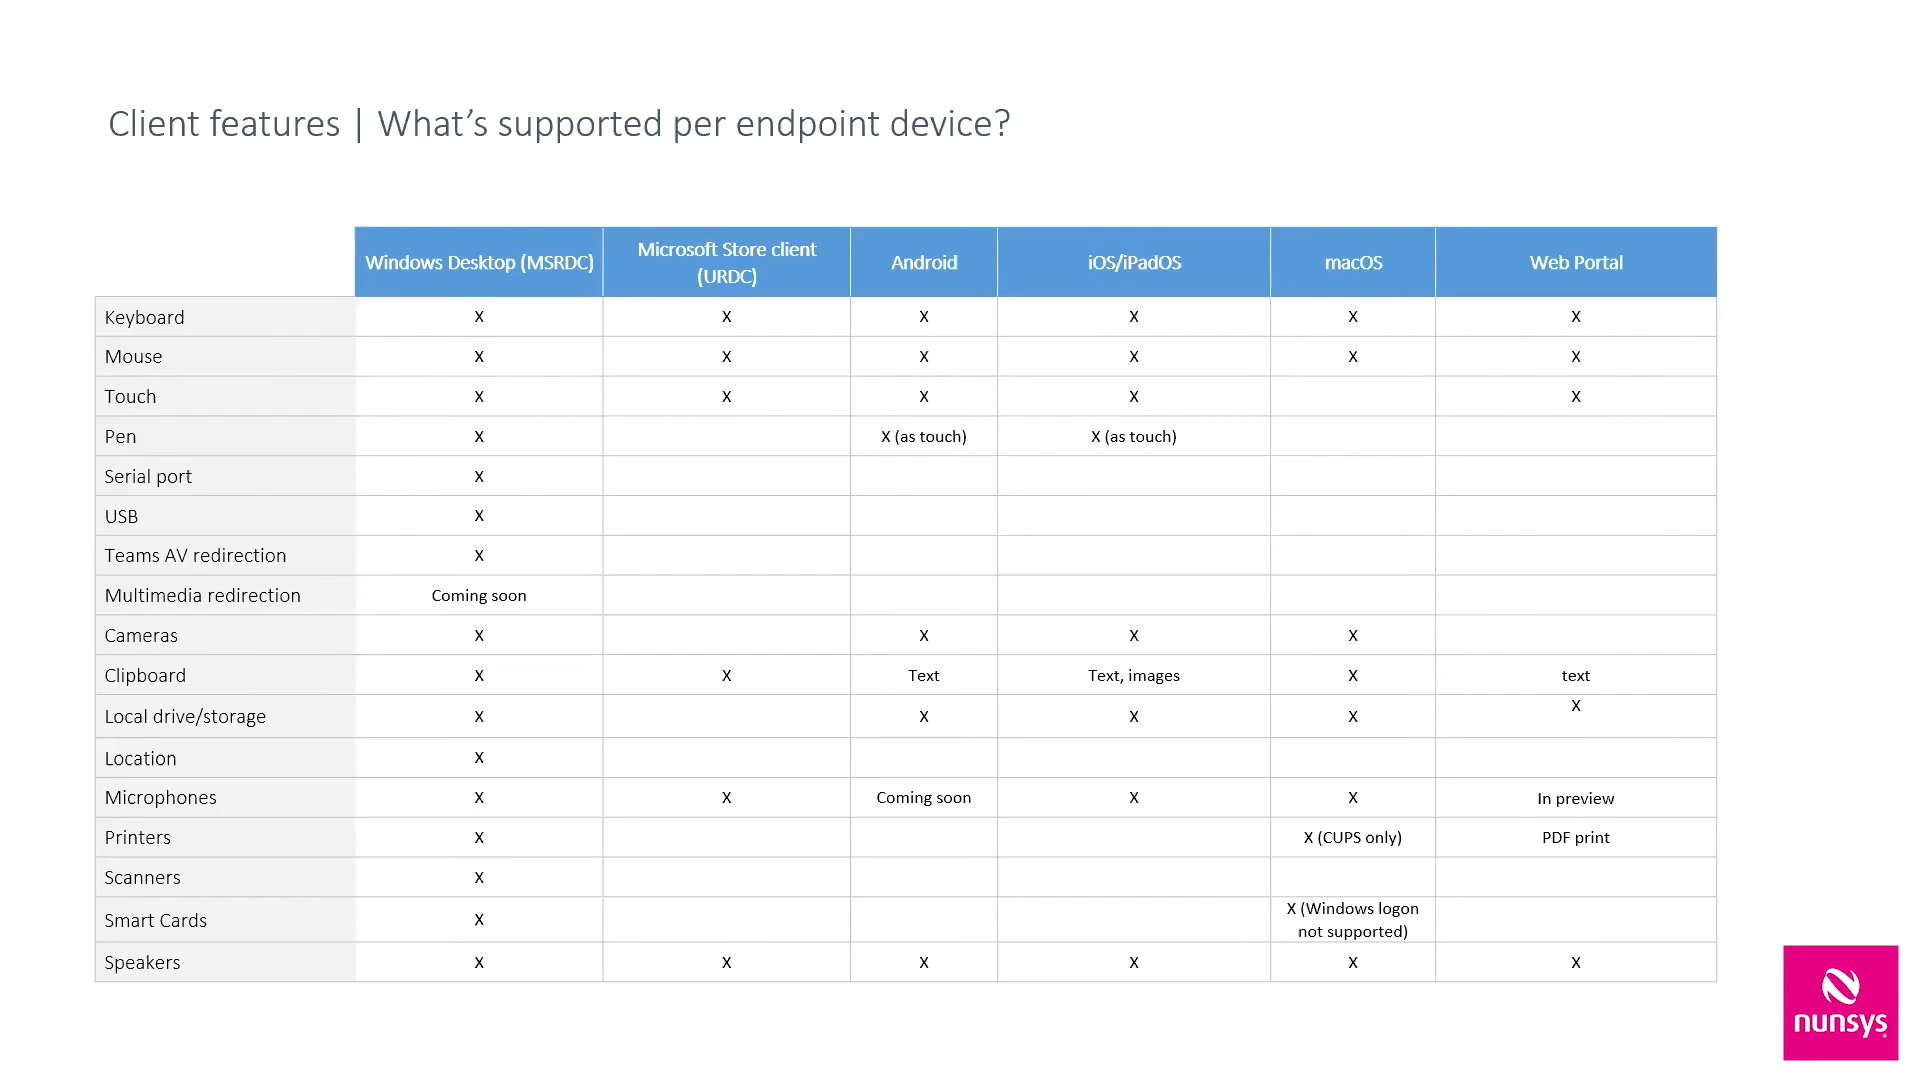 Client features | What's supported per endpoint device?
Windows Desktop (MSRDC) Microsoft Store client (URDC) Android iOS/iPadOS macOS Web Portal
Keyboard X X X X X X
Mouse X X X X X X
Touch X X X X X
Pen X X (as touch) X (as touch)
Serial port X
USB X
Teams AV redirection X
Multimedia redirection Coming soon
Cameras X X X X
Clipboard X X Text Text, images X text
Local drive/storage X X X X X
Location X
Microphones X X Coming soon X X In preview
Printers X X (CUPS only) PDF print
Scanners X
Smart Cards X X (Windows logon not supported)
Speakers X X X X X X
nunsys